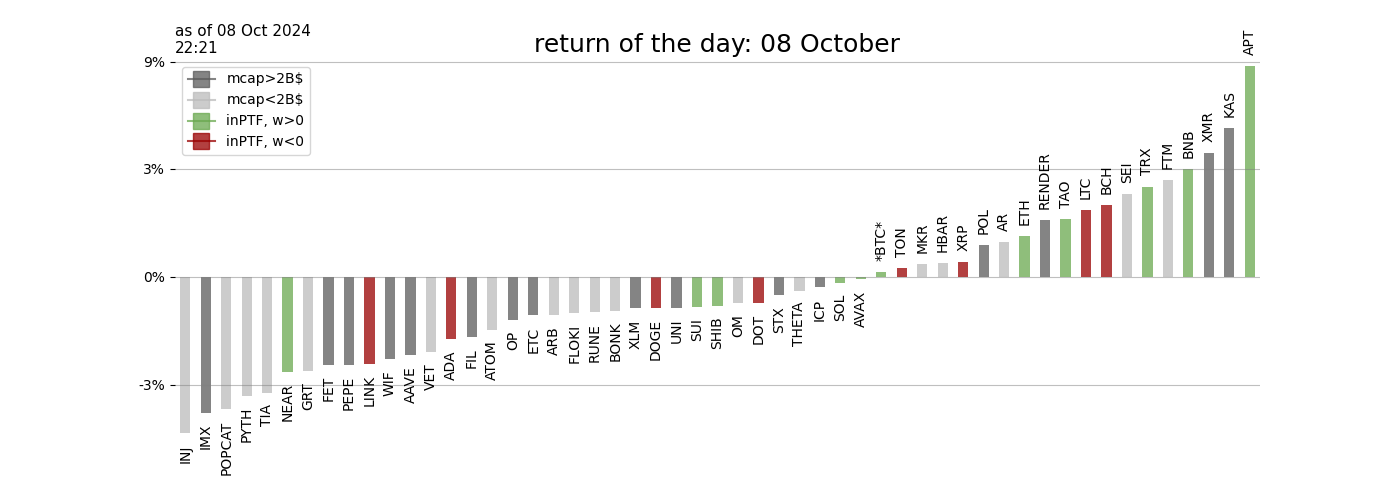 as of 08 Oct 2024
22:21
return of the day: 08 October
9%
3%
0%
-3%
mcap>2B$
mcap<2B$
inPTF, w>0
inPTF, w<0
INJ
IMX
POPCAT
PYTH
TIA
NEAR
GRT
FET
PEPE
LINK
WIF
AAVE
VET
ADA
FIL
ATOM
OP
ETC
ARB
FLOKI
RUNE
BONK
XLM
DOGE
UNI
SUI
SHIB
OM
DOT
STX
THETA
ICP
SOL
AVAX
*BTC*
TON
MKR
HBAR
XRP
POL
AR
ETH
RENDER
TAO
LTC
BCH
SEI
TRX
FTM
BNB
XMR
KAS
APT